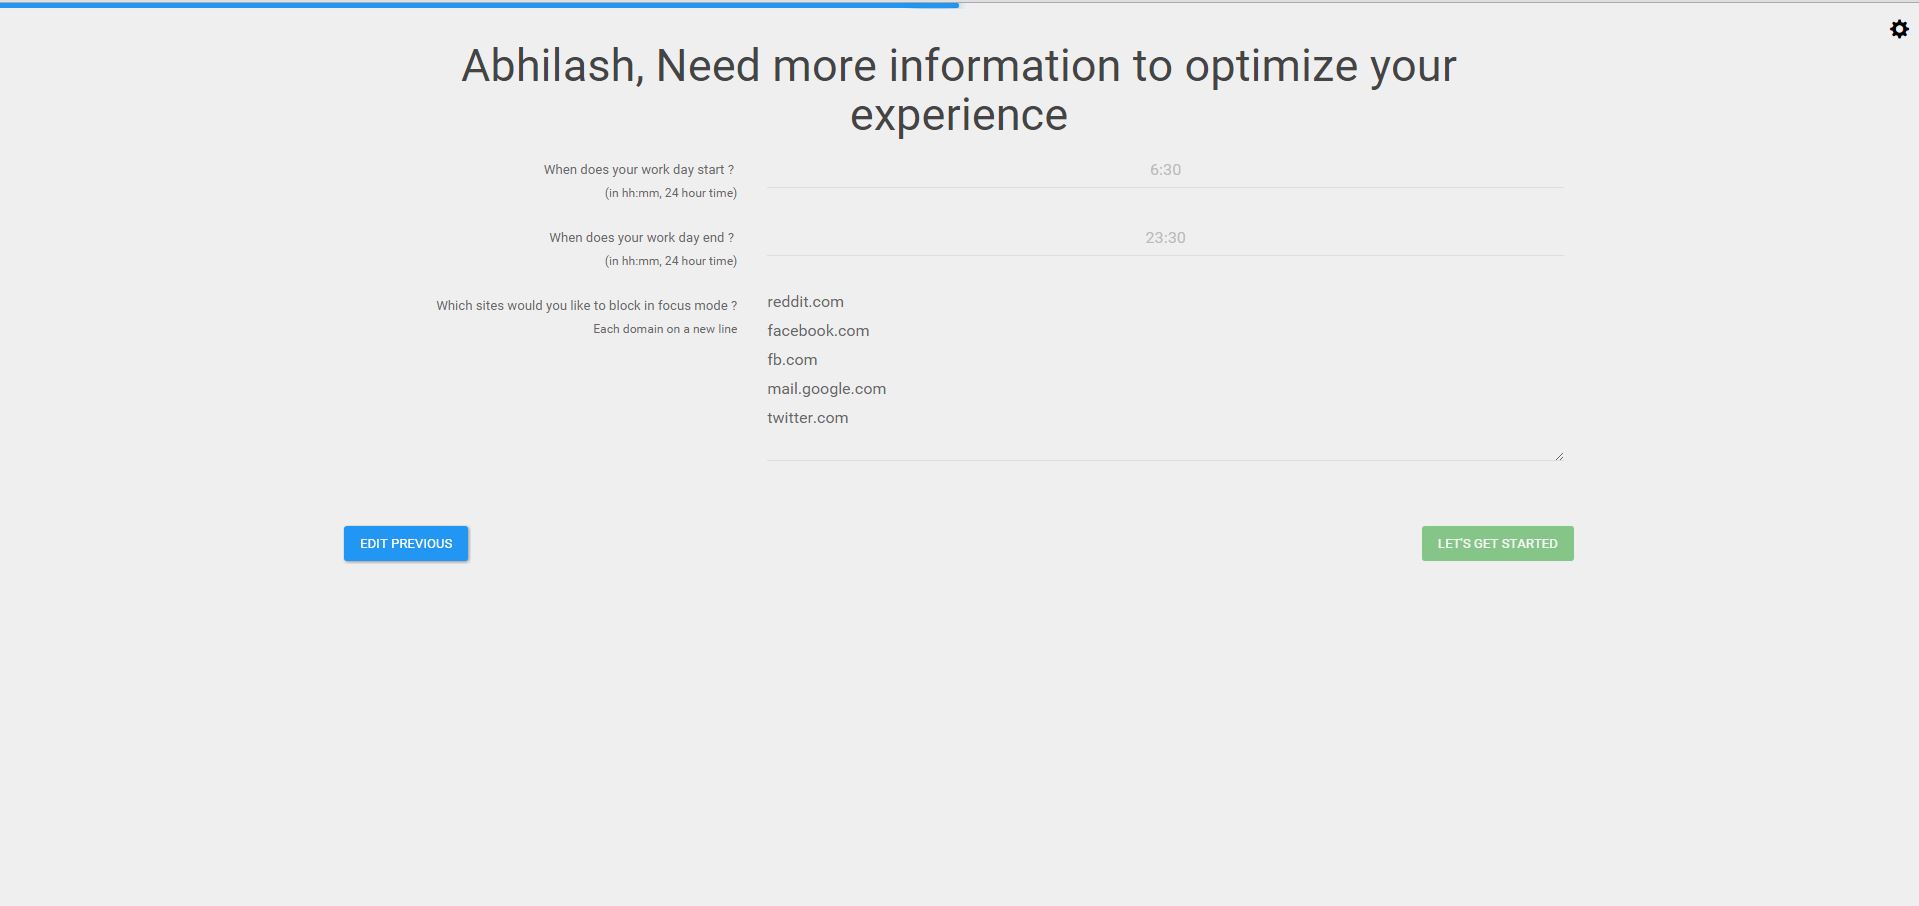 Abhilash, Need more information to optimize your
experience
When does your work day start ?
6:30
(in hh:mm, 24 hour time)
When does your work day end ?
23:30
(in hh:mm, 24 hour time)
Which sites would you like to block in focus mode ?
Each domain on a new line
reddit.com
facebook.com
fb.com
mail.google.com
twitter.com
EDIT PREVIOUS
LET'S GET STARTED